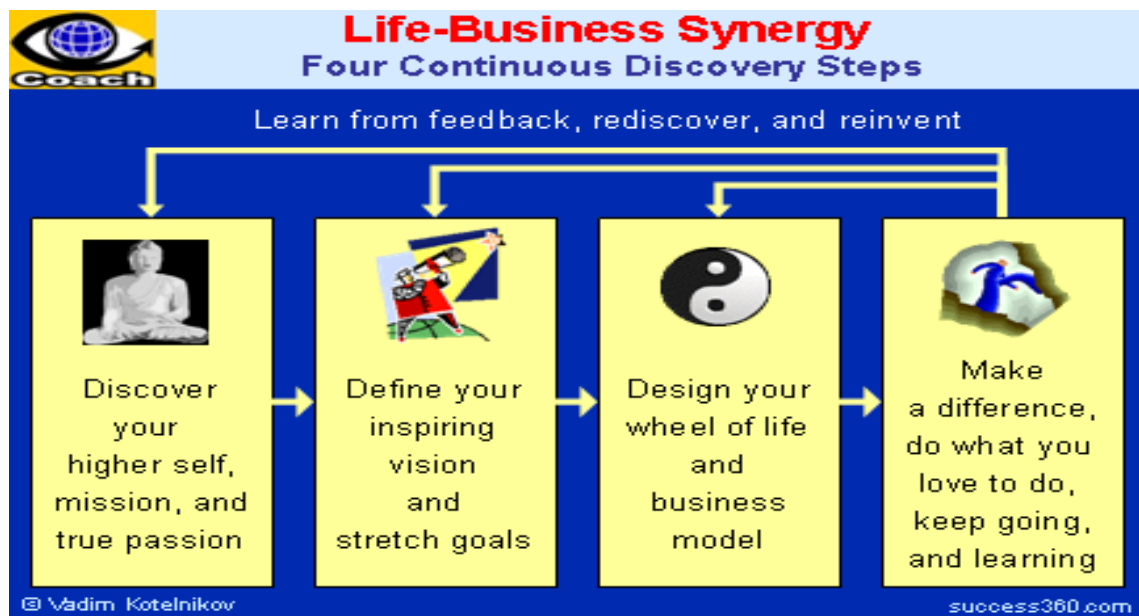 Coach
Life-Business Synergy
Four Continuous Discovery Steps
Learn from feedback, rediscover, and reinvent
Discover
your
higher self,
mission, and
true passion
Define your
inspiring
vision
and
stretch goals
Design your
wheel of life
and
business
model
Make
a difference,
do what you
love to do,
keep going,
and learning
© Vadim Kotelnikov
success360.com